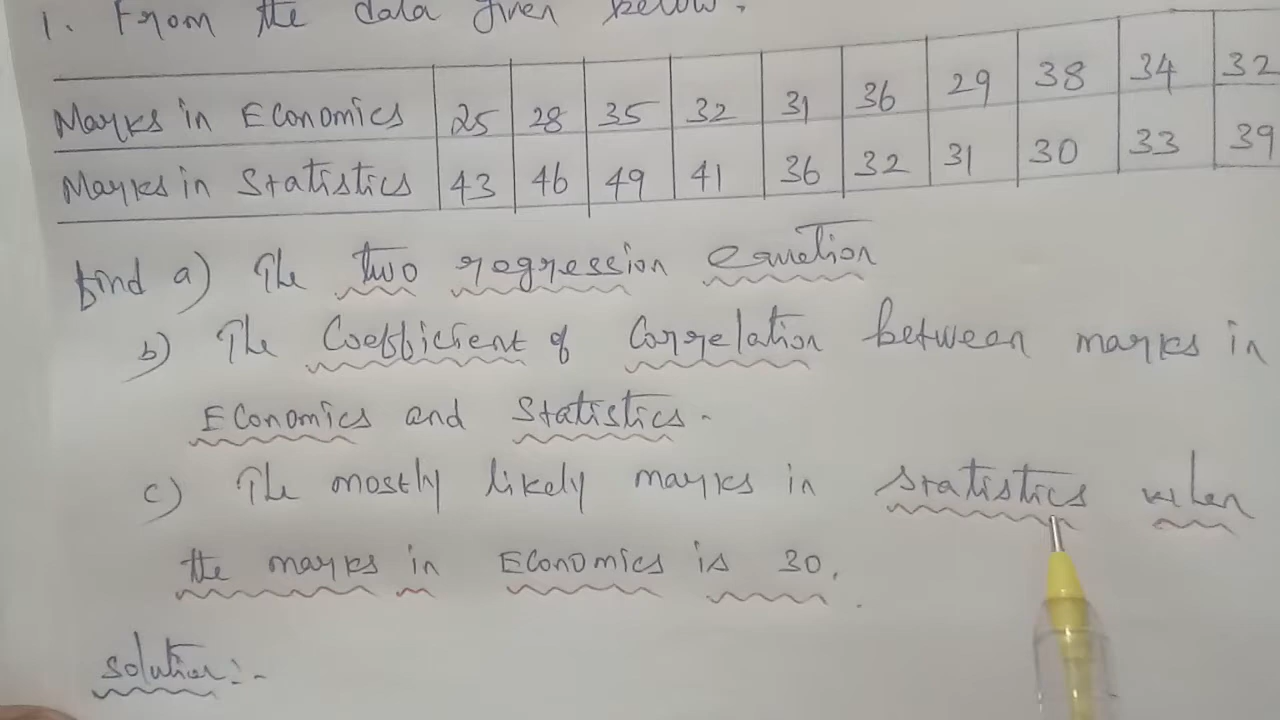 1. From the data given below.
Marks in Economics 25 28 35 32 31 36 29 38 34 32
Marks in Statistics 43 46 49 41 36 32 31 30 33 39
find a) The two regression equetion
b) The Coefficient of Correlation between marks in
Economics and Statistics.
c) The mostly likely marks in statistics when
the marks in Economics is 30.
Solution:-